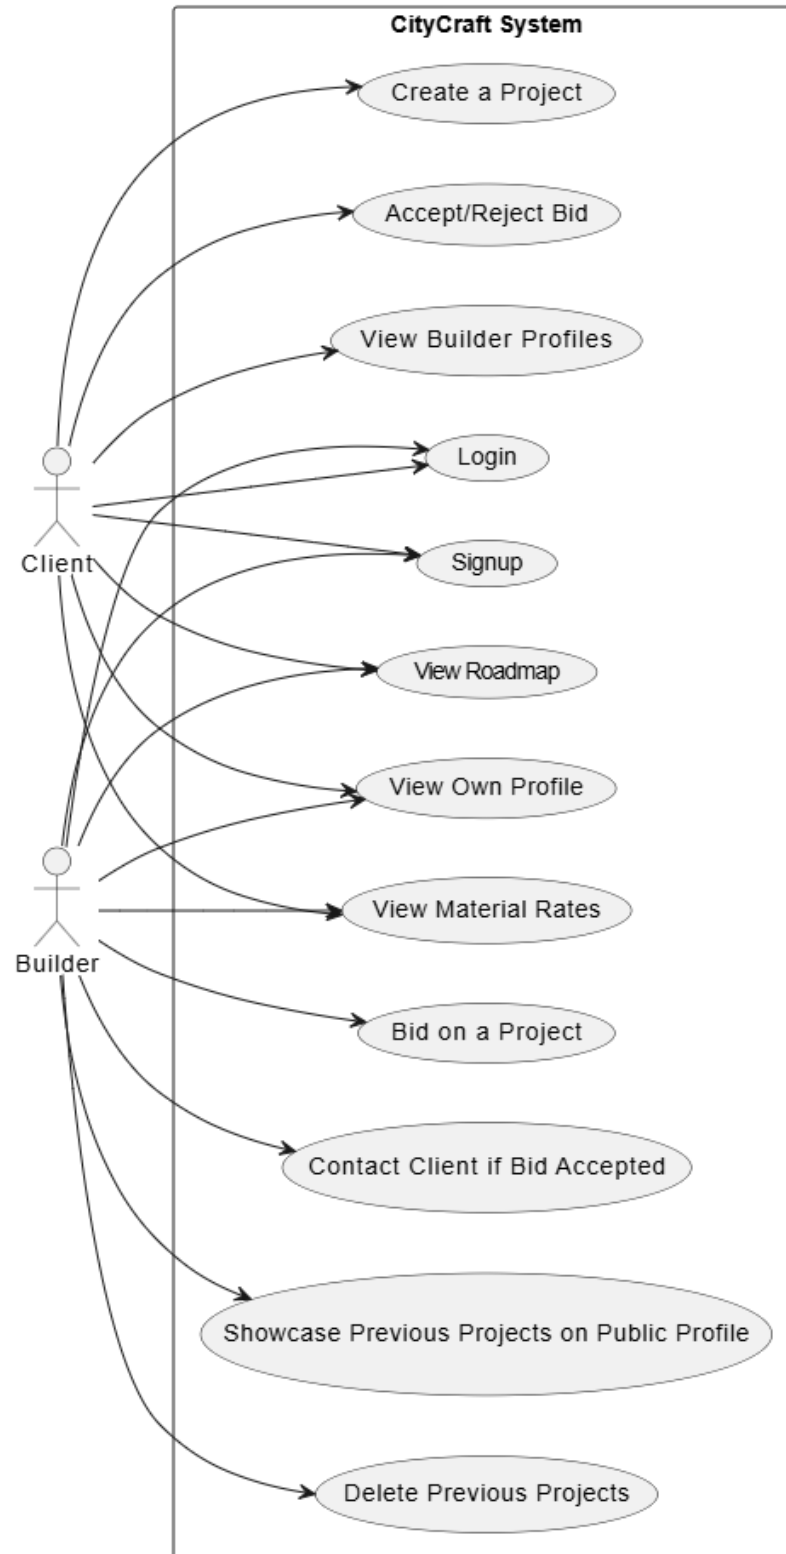 CityCraft System
Create a Project
Accept/Reject Bid
View Builder Profiles
Login
Signup
Client
View Roadmap
View Own Profile
View Material Rates
Builder
Bid on a Project
Contact Client if Bid Accepted
Showcase Previous Projects on Public Profile
Delete Previous Projects